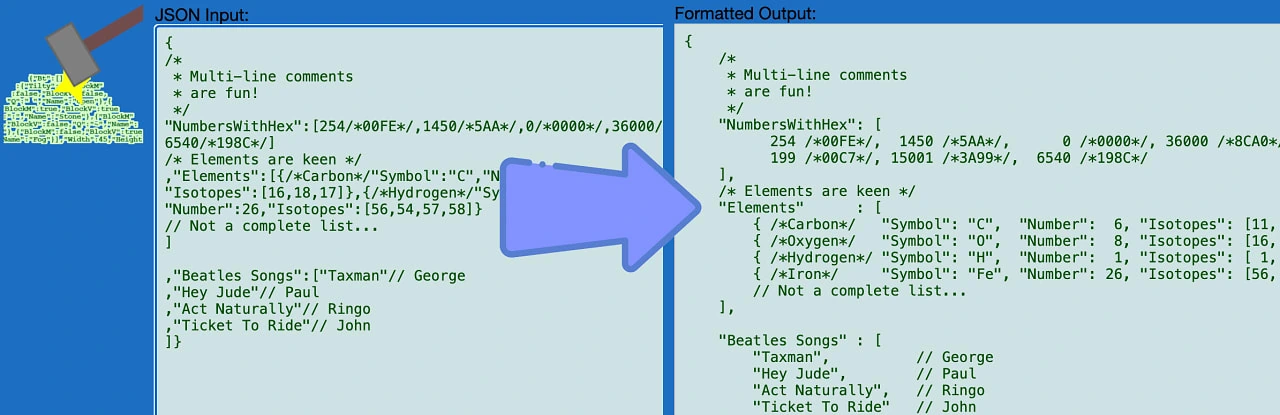 JSON Input:
{
/*
 * Multi-line comments
 * are fun!
 */
"NumbersWithHex":[254/*00FE*/,1450/*5AA*/,0/*0000*/,36000/
6540/*198C*/]
/* Elements are keen */
,"Elements":[{/*Carbon*/"Symbol":"C","N
"Isotopes":[16,18,17]},{/*Hydrogen*/"Sy
"Number":26,"Isotopes":[56,54,57,58]}
// Not a complete list...
]

,"Beatles Songs":["Taxman"// George
,"Hey Jude"// Paul
,"Act Naturally"// Ringo
,"Ticket To Ride"// John
]}
Formatted Output:
{
    /*
     * Multi-line comments
     * are fun!
     */
    "NumbersWithHex": [
          254 /*00FE*/,  1450 /*5AA*/,     0 /*0000*/, 36000 /*8CA0*/
          199 /*00C7*/, 15001 /*3A99*/,  6540 /*198C*/
    ],
    /* Elements are keen */
    "Elements"      : [
        { /*Carbon*/   "Symbol": "C",  "Number":  6, "Isotopes": [11,
        { /*Oxygen*/   "Symbol": "O",  "Number":  8, "Isotopes": [16,
        { /*Hydrogen*/ "Symbol": "H",  "Number":  1, "Isotopes": [ 1,
        { /*Iron*/     "Symbol": "Fe", "Number": 26, "Isotopes": [56,
        // Not a complete list...
    ],

    "Beatles Songs" : [
        "Taxman",          // George
        "Hey Jude",        // Paul
        "Act Naturally",   // Ringo
        "Ticket To Ride"   // John